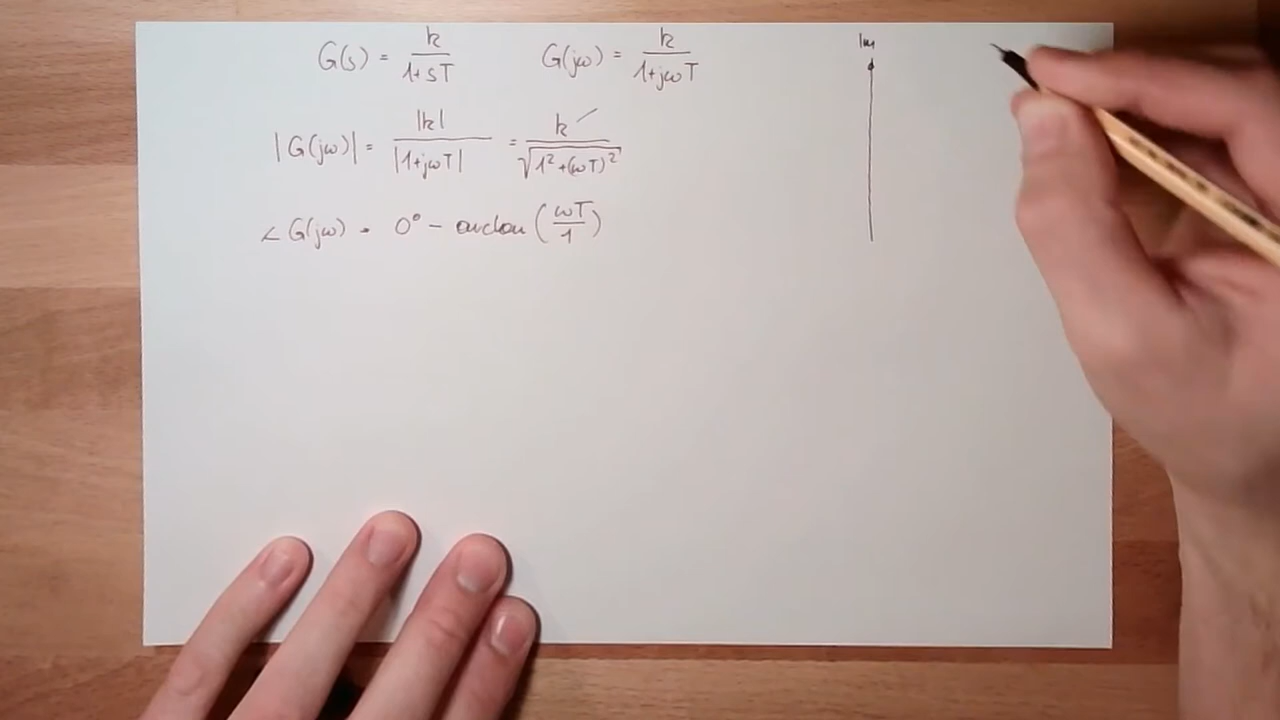 G(s) = k / (1+sT)    G(jω) = k / (1+jωT)    Im
|G(jω)| = |k| / |1+jωT| = k / √(1²+(ωT)²)
∠ G(jω) = 0° - arctan (ωT/1)